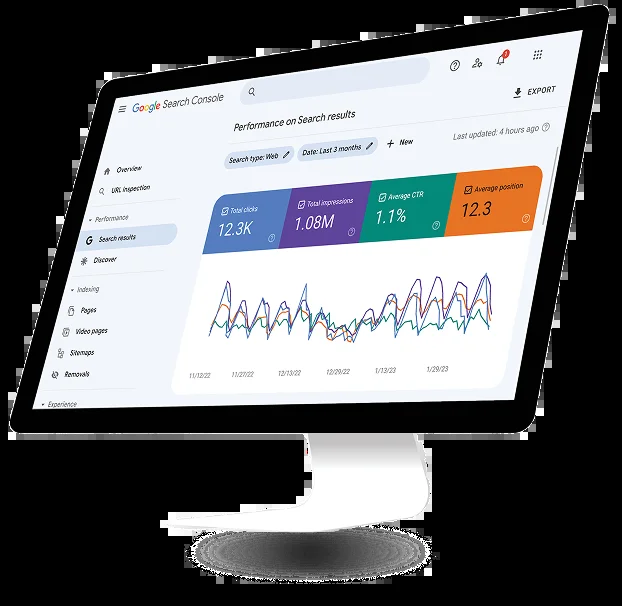 Google Search Console
1
EXPORT
Performance on Search results
Search type: Web
Date: Last 3 months
New
Last updated: 4 hours ago
Overview
URL inspection
Performance
Search results
Discover
Indexing
Pages
Video pages
Sitemaps
Removals
Experience
Total clicks
12.3K
Total impressions
1.08M
Average CTR
1.1%
Average position
12.3
11/12/22
11/27/22
12/13/22
12/29/22
1/13/23
1/29/23